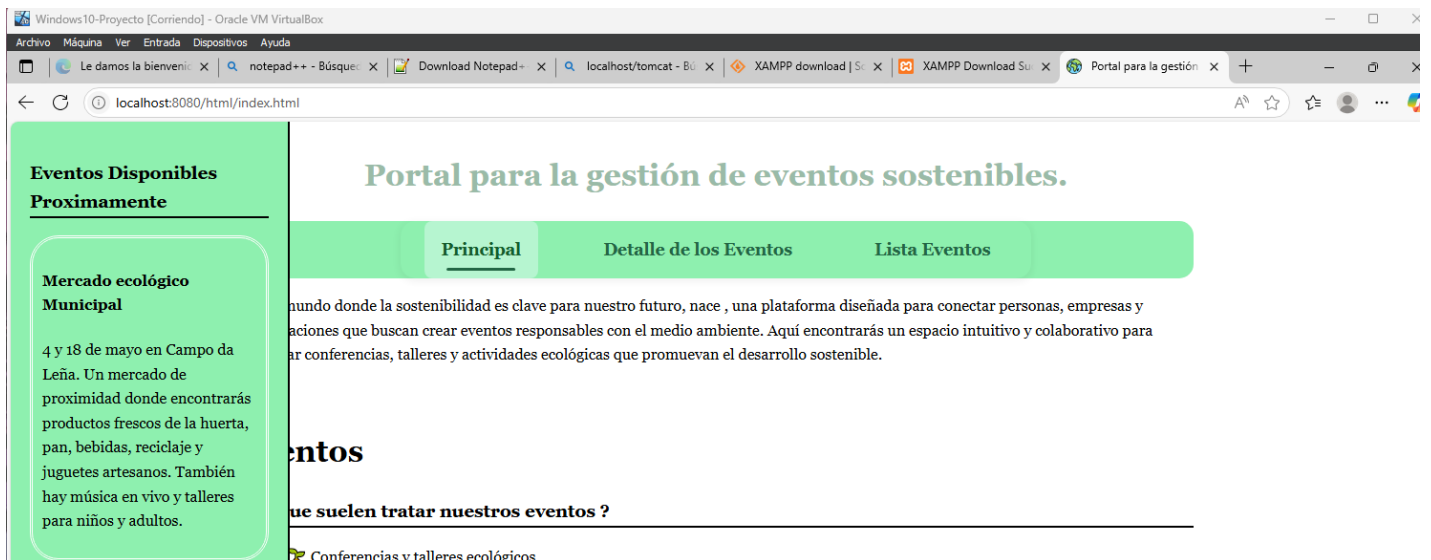 Windows10-Proyecto [Corriendo] - Oracle VM VirtualBox
Archivo Máquina Ver Entrada Dispositivos Ayuda
Le damos la bienvenic
notepad++ - Búsquec
Download Notepad+
localhost/tomcat - Bú
XAMPP download | Sc
XAMPP Download Su
Portal para la gestión
localhost:8080/html/index.html
Eventos Disponibles
Proximamente
Mercado ecológico
Municipal
4 y 18 de mayo en Campo da
Leña. Un mercado de
proximidad donde encontrarás
productos frescos de la huerta,
pan, bebidas, reciclaje y
juguetes artesanos. También
hay música en vivo y talleres
para niños y adultos.
Portal para la gestión de eventos sostenibles.
Principal Detalle de los Eventos Lista Eventos
mundo donde la sostenibilidad es clave para nuestro futuro, nace , una plataforma diseñada para conectar personas, empresas y
aciones que buscan crear eventos responsables con el medio ambiente. Aquí encontrarás un espacio intuitivo y colaborativo para
ar conferencias, talleres y actividades ecológicas que promuevan el desarrollo sostenible.
entos
ue suelen tratar nuestros eventos ?
Conferencias y talleres ecológicos